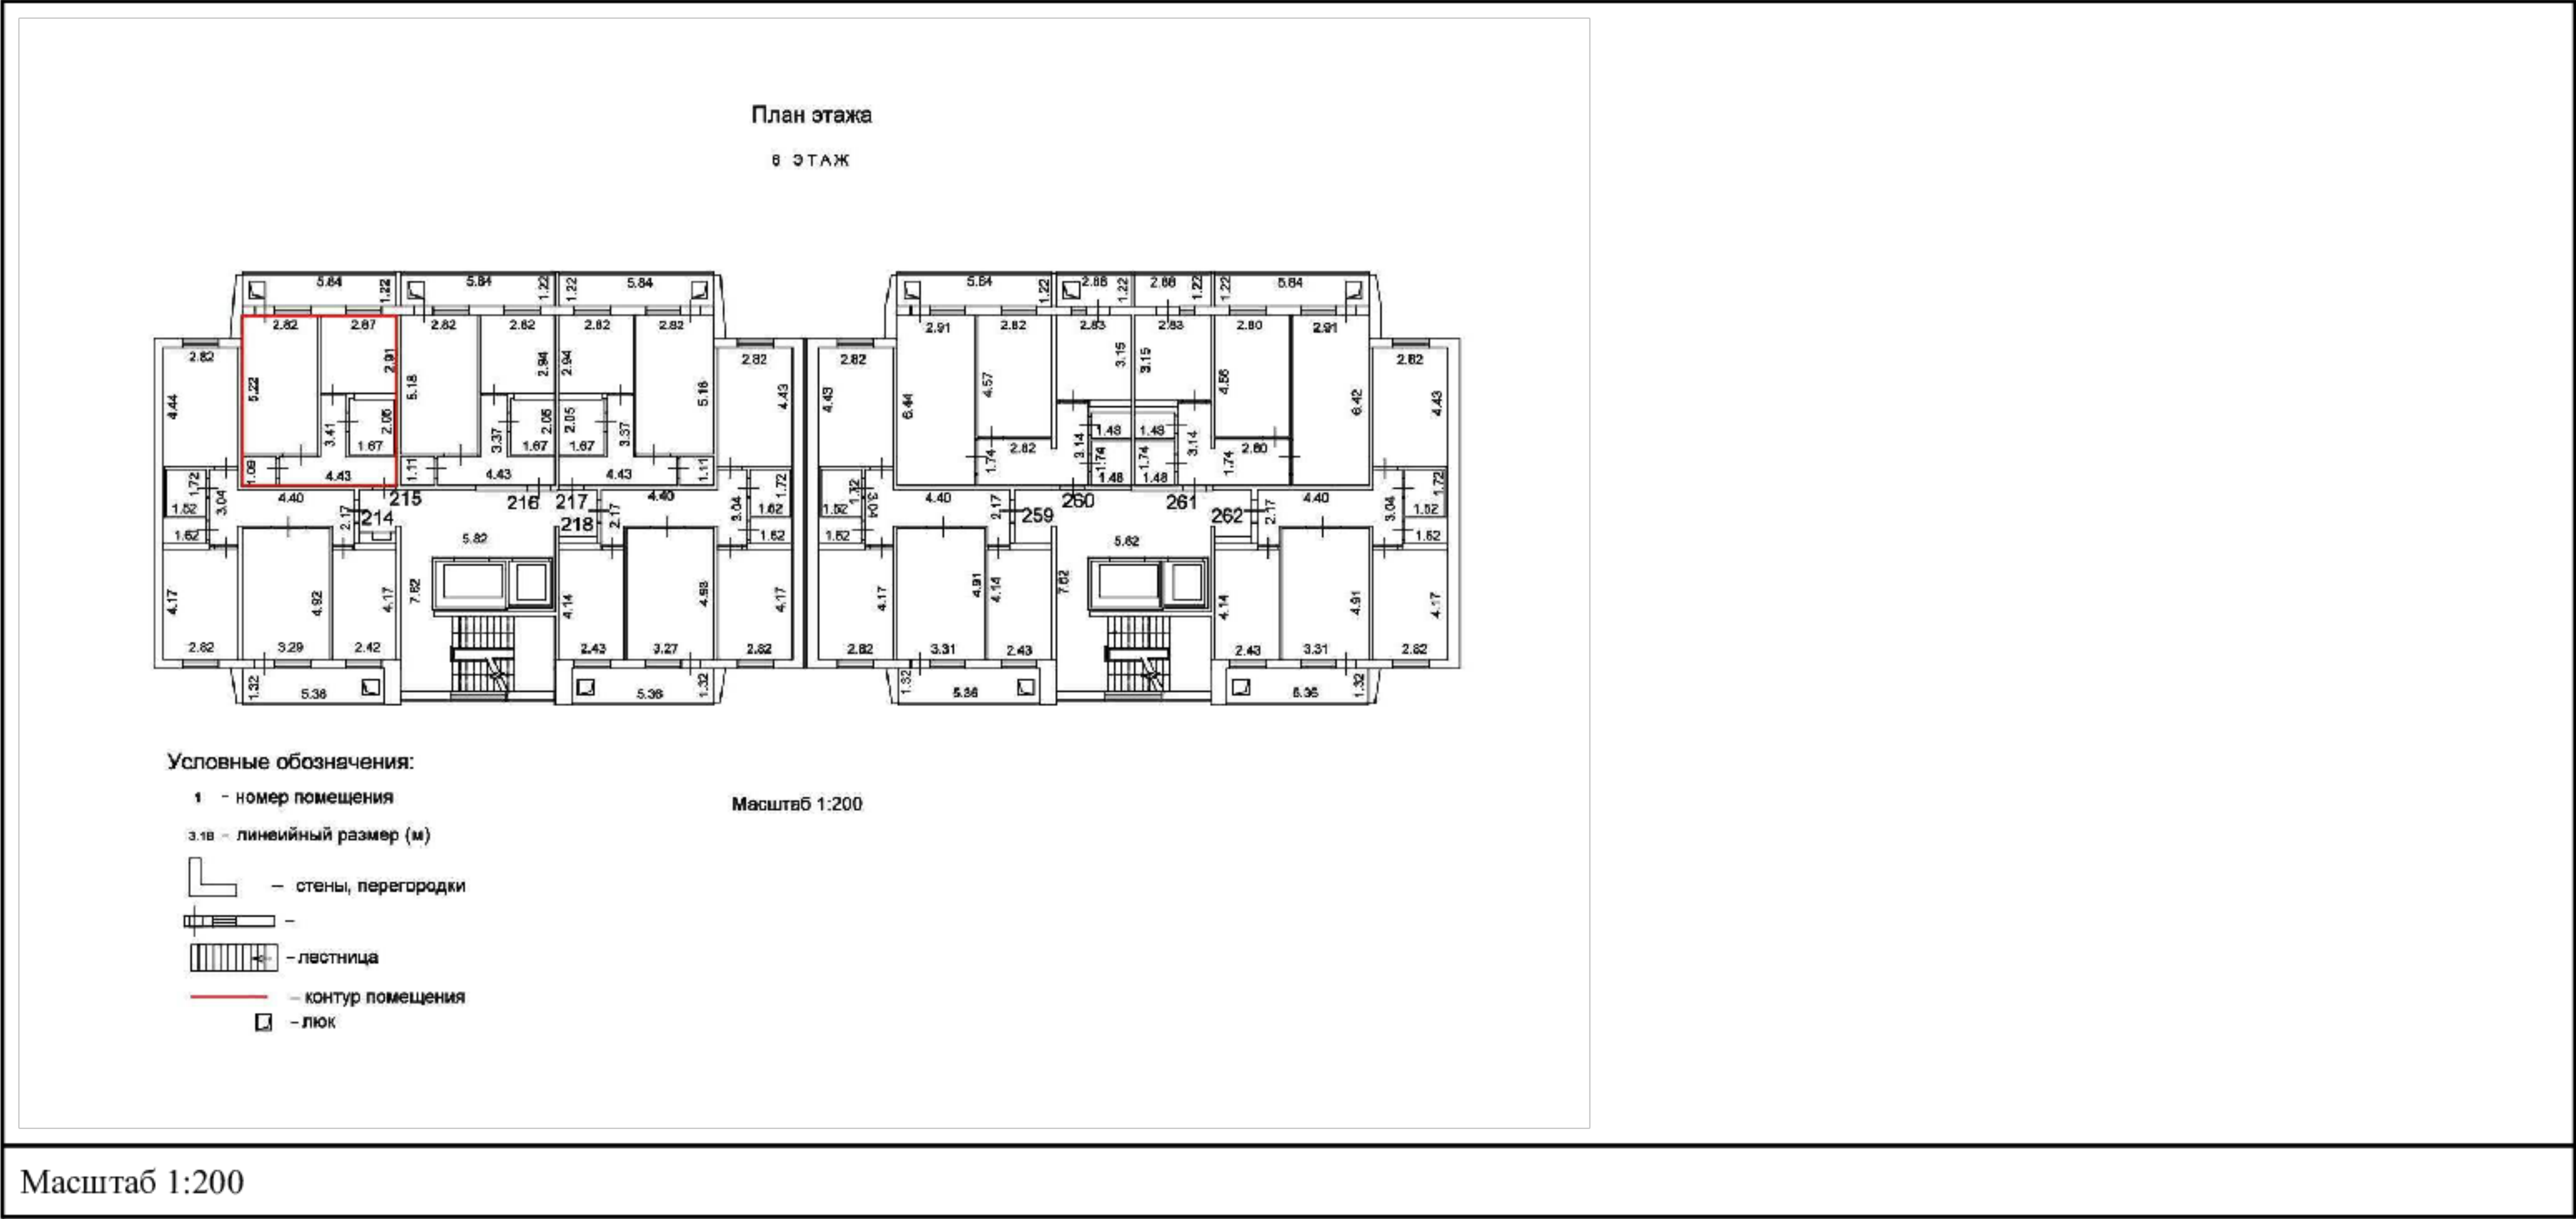 План этажа
6 ЭТАЖ
5.84 1.22 5.84 1.22 1.22 5.84 5.84 1.22 2.88 1.22 2.88 1.22 1.22 5.84
2.82 2.87 2.82 2.82 2.82 2.82 2.91 2.82 2.83 2.83 2.80 2.91
2.82 2.91 2.94 2.94 2.82 2.82 3.15 3.15 2.82
4.44 5.22 5.18 5.18 4.43 4.43 6.44 4.57 4.56 6.42 4.43
3.41 2.05 3.37 2.05 2.05 3.37 3.14 1.48 1.48 3.14
1.67 1.67 1.67 2.82 2.80
1.09 4.43 1.11 4.43 4.43 1.11 1.74 1.74 1.74 1.74
1.48 1.48
1.72 3.04 4.40 215 216 217 4.40 3.04 1.72 1.72 3.04 4.40 260 261 4.40 3.04 1.72
1.52 2.17 214 218 2.17 1.62 1.52 2.17 259 262 2.17 1.52
1.62 5.82 1.62 1.62 5.62 1.62
4.17 4.92 4.17 7.62 4.14 4.93 4.17 4.17 4.91 4.14 7.62 4.14 4.91 4.17
2.82 3.29 2.42 2.43 3.27 2.82 2.82 3.31 2.43 2.43 3.31 2.82
1.32 5.36 5.36 1.32 1.32 5.36 5.36 1.32
Условные обозначения:
1 – номер помещения
Масштаб 1:200
3.18 – линейный размер (м)
– стены, перегородки
–
– лестница
– контур помещения
– люк
Масштаб 1:200